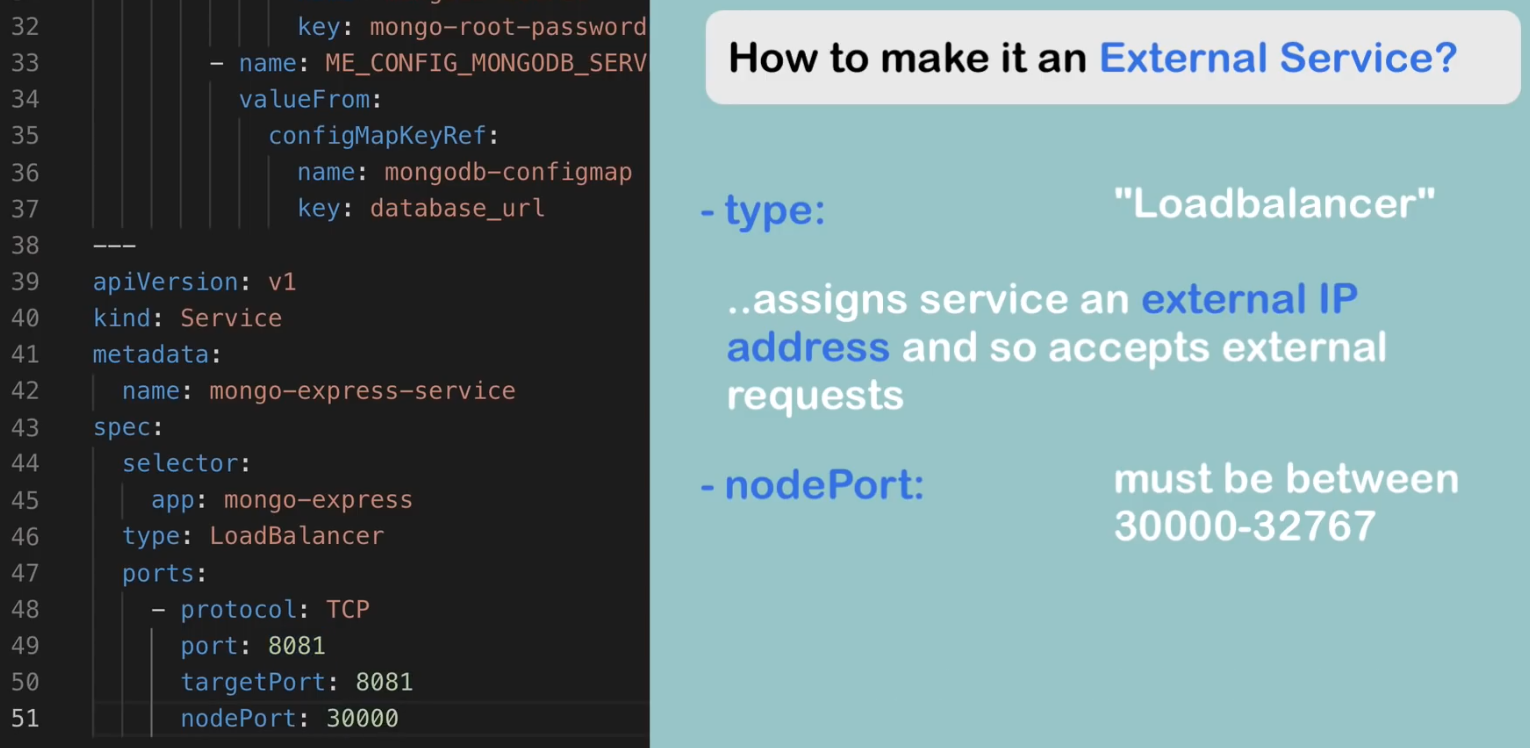 32 key: mongo-root-password
33 - name: ME_CONFIG_MONGODB_SERV
34 valueFrom:
35 configMapKeyRef:
36 name: mongodb-configmap
37 key: database_url
38 ---
39 apiVersion: v1
40 kind: Service
41 metadata:
42 name: mongo-express-service
43 spec:
44 selector:
45 app: mongo-express
46 type: LoadBalancer
47 ports:
48 - protocol: TCP
49 port: 8081
50 targetPort: 8081
51 nodePort: 30000
How to make it an External Service?
- type: "Loadbalancer"
..assigns service an external IP
address and so accepts external
requests
- nodePort: must be between
30000-32767